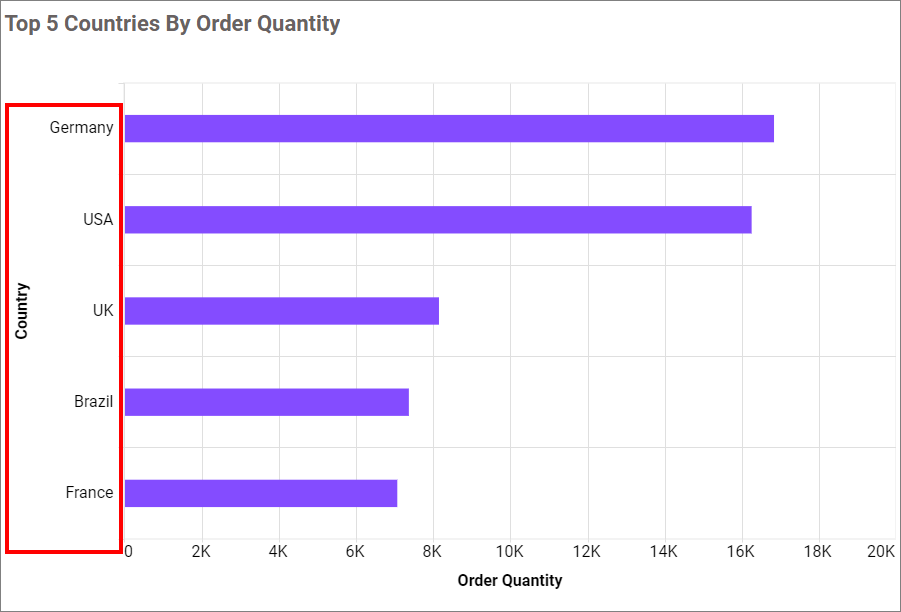 Top 5 Countries By Order Quantity
Germany
USA
UK
Brazil
France
Country
0 2K 4K 6K 8K 10K 12K 14K 16K 18K 20K
Order Quantity